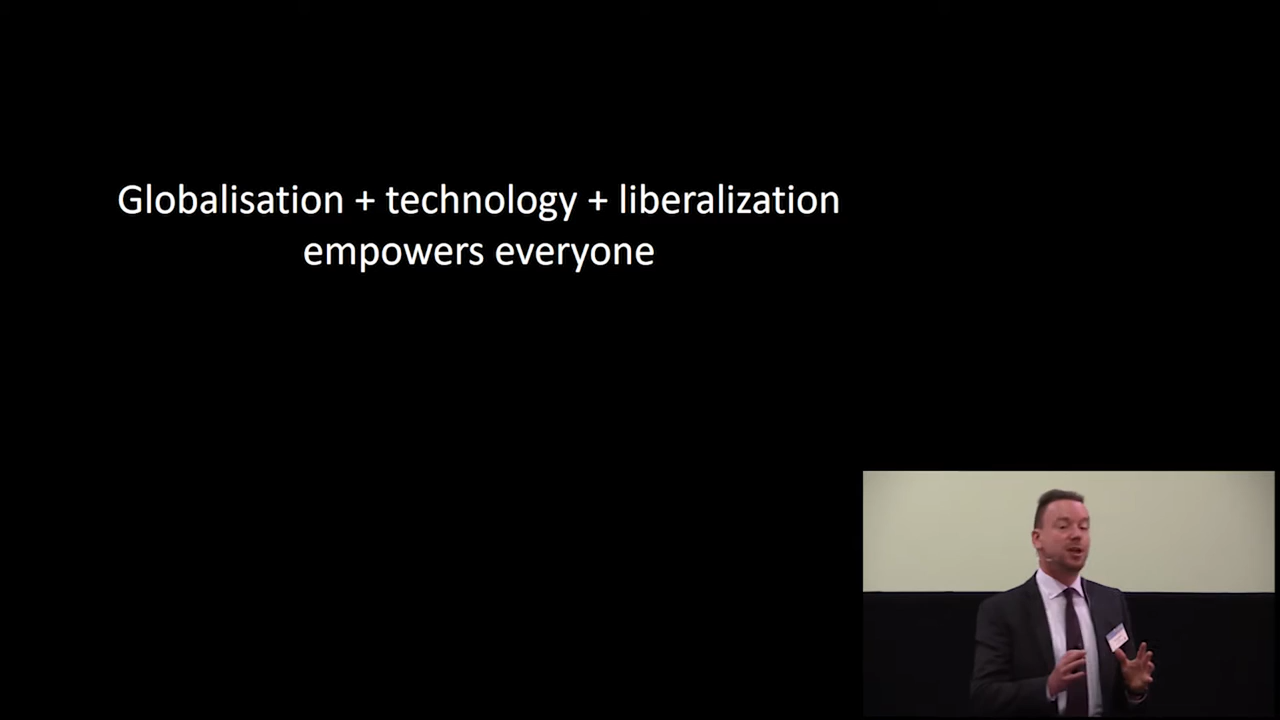 Globalisation + technology + liberalization
empowers everyone